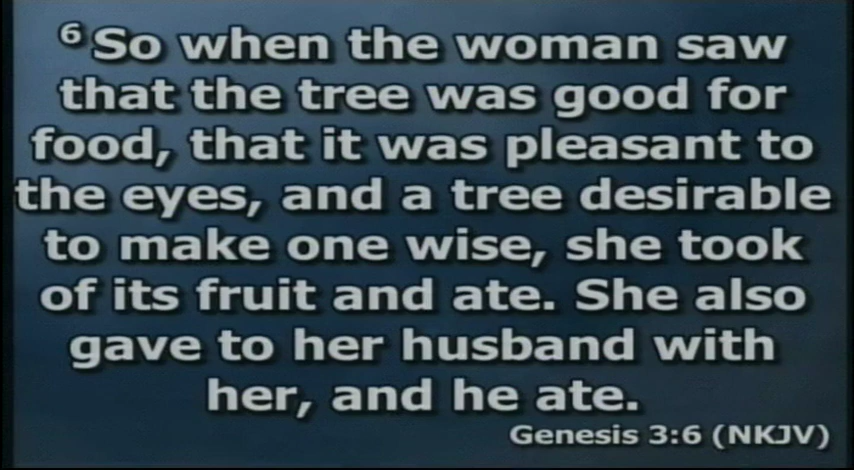 6 So when the woman saw
that the tree was good for
food, that it was pleasant to
the eyes, and a tree desirable
to make one wise, she took
of its fruit and ate. She also
gave to her husband with
her, and he ate.
Genesis 3:6 (NKJV)